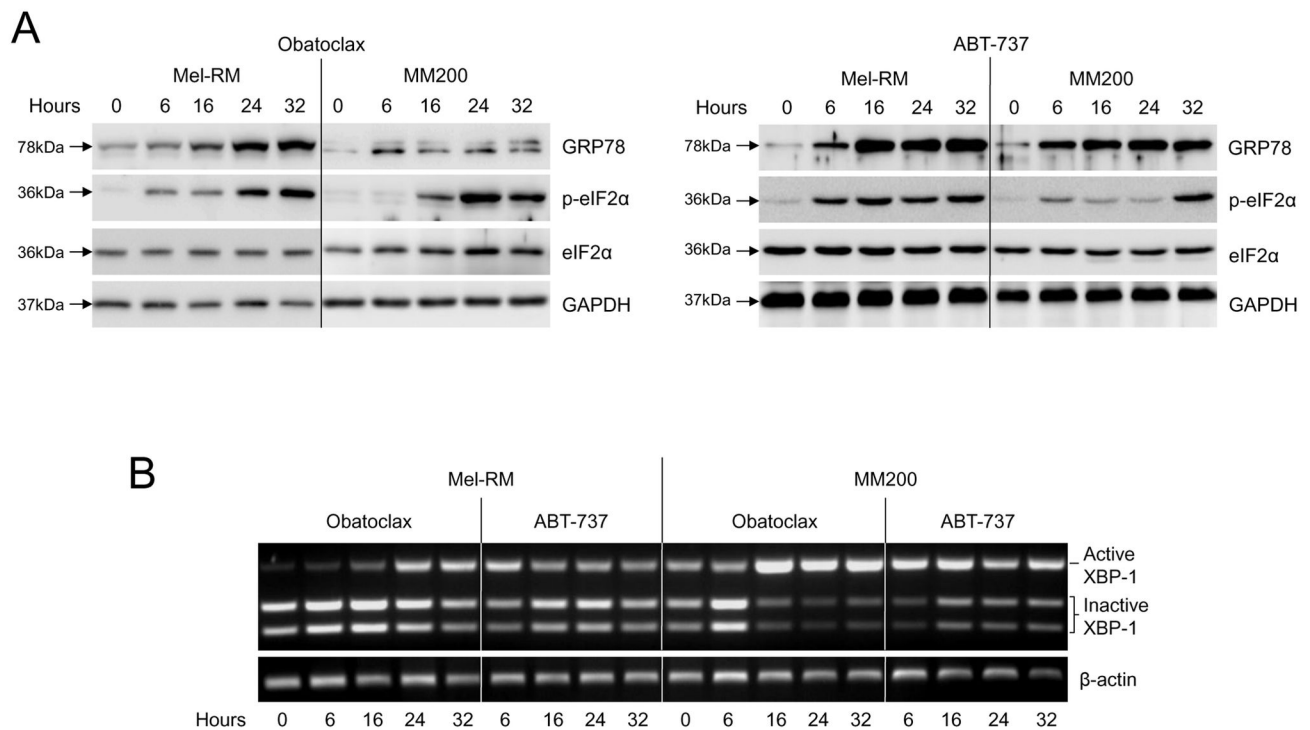 A
Obatoclax
Mel-RM MM200
Hours 0 6 16 24 32 0 6 16 24 32
78kDa GRP78
36kDa p-eIF2α
36kDa eIF2α
37kDa GAPDH
ABT-737
Mel-RM MM200
Hours 0 6 16 24 32 0 6 16 24 32
78kDa GRP78
36kDa p-eIF2α
36kDa eIF2α
37kDa GAPDH
B
Mel-RM MM200
Obatoclax ABT-737 Obatoclax ABT-737
Active
XBP-1
Inactive
XBP-1
β-actin
Hours 0 6 16 24 32 6 16 24 32 0 6 16 24 32 6 16 24 32